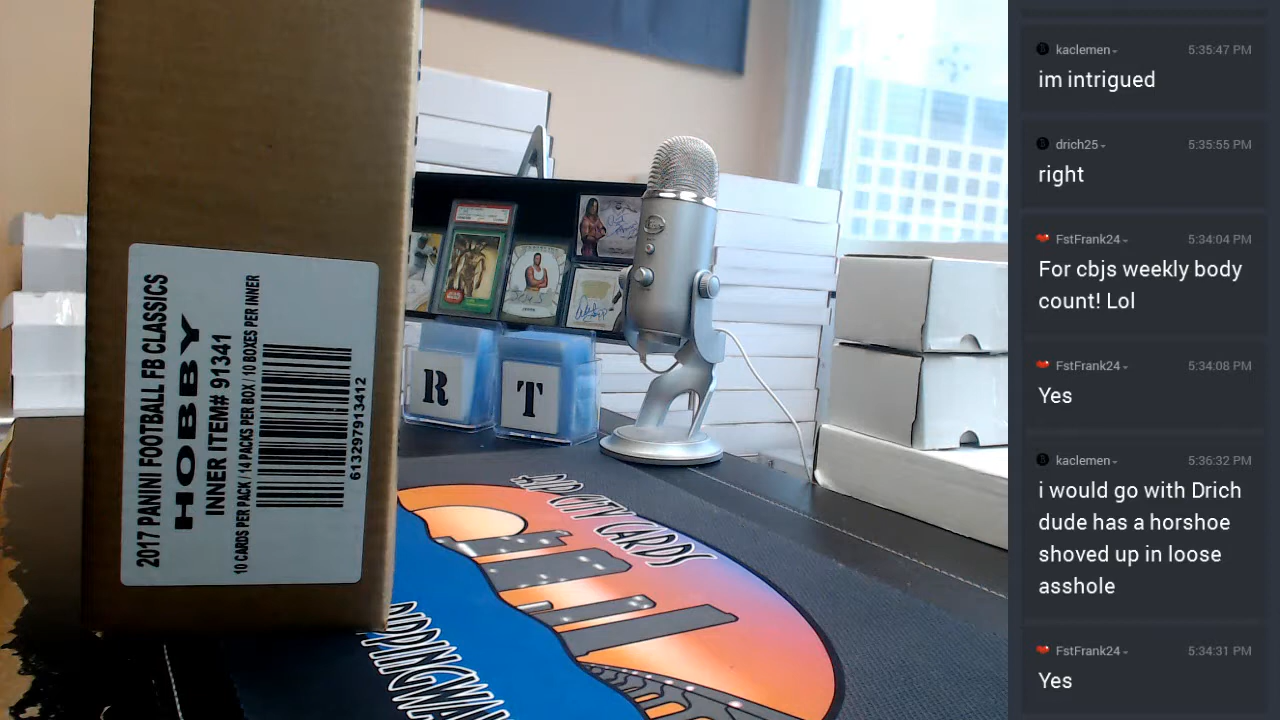 2017 PANINI FOOTBALL FB CLASSICS
HOBBY
INNER ITEM# 91341
10 CARDS PER PACK / 14 PACKS PER BOX / 10 BOXES PER INNER
613297913412
R
T
RIP CITY CARDS
kaclemen
5:35:47 PM
im intrigued
drich25
5:35:55 PM
right
FstFrank24
5:34:04 PM
For cbjs weekly body
count! Lol
FstFrank24
5:34:08 PM
Yes
kaclemen
5:36:32 PM
i would go with Drich
dude has a horshoe
shoved up in loose
asshole
FstFrank24
5:34:31 PM
Yes